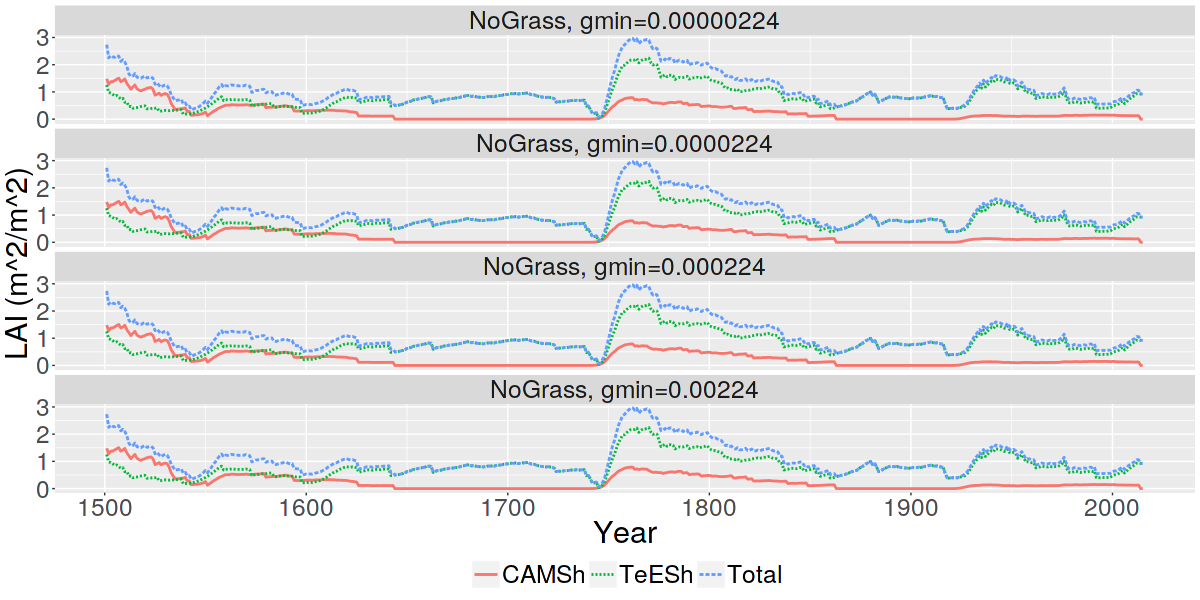 NoGrass, gmin=0.00000224
3
2
1
0
NoGrass, gmin=0.0000224
3
2
1
0
NoGrass, gmin=0.000224
3
2
1
0
NoGrass, gmin=0.00224
3
2
1
0
LAI (m^2/m^2)
1500 1600 1700 1800 1900 2000
Year
CAMSh TeESh Total